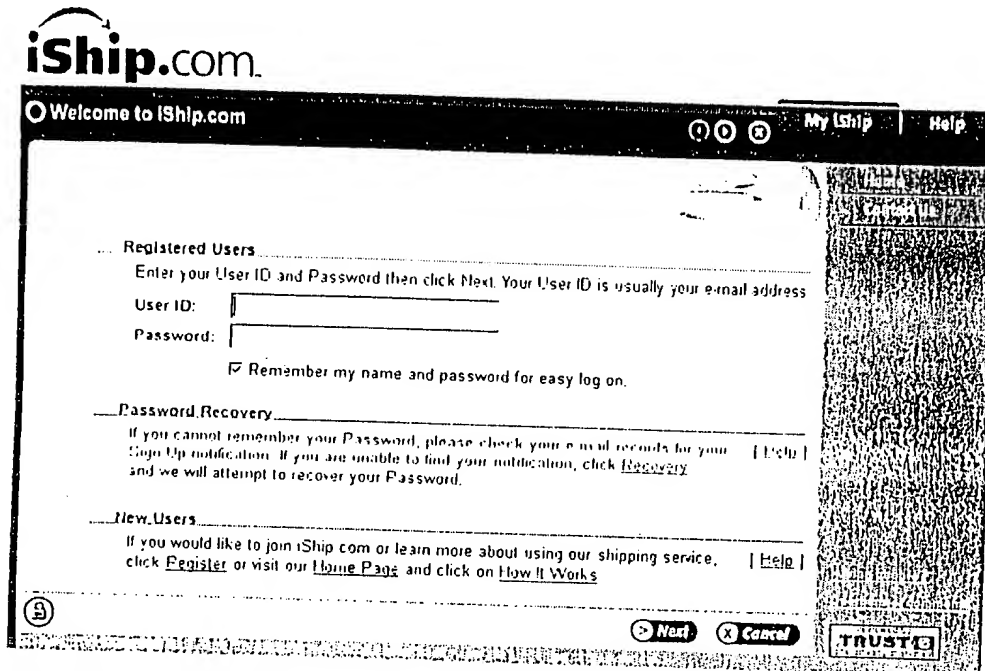 iShip.com
Welcome to iShip.com
My iShip
Help
Registered Users
Enter your User ID and Password then click Next. Your User ID is usually your e-mail address
User ID:
Password:
Remember my name and password for easy log on.
Password Recovery
If you cannot remember your Password, please check your e-mail records for your [ Help ]
Sign Up notification. If you are unable to find your notification, click Recovery
and we will attempt to recover your Password.
New Users
If you would like to join iShip com or learn more about using our shipping service, [ Help ]
click Register or visit our Home Page and click on How It Works
Next
Cancel
TRUSTe